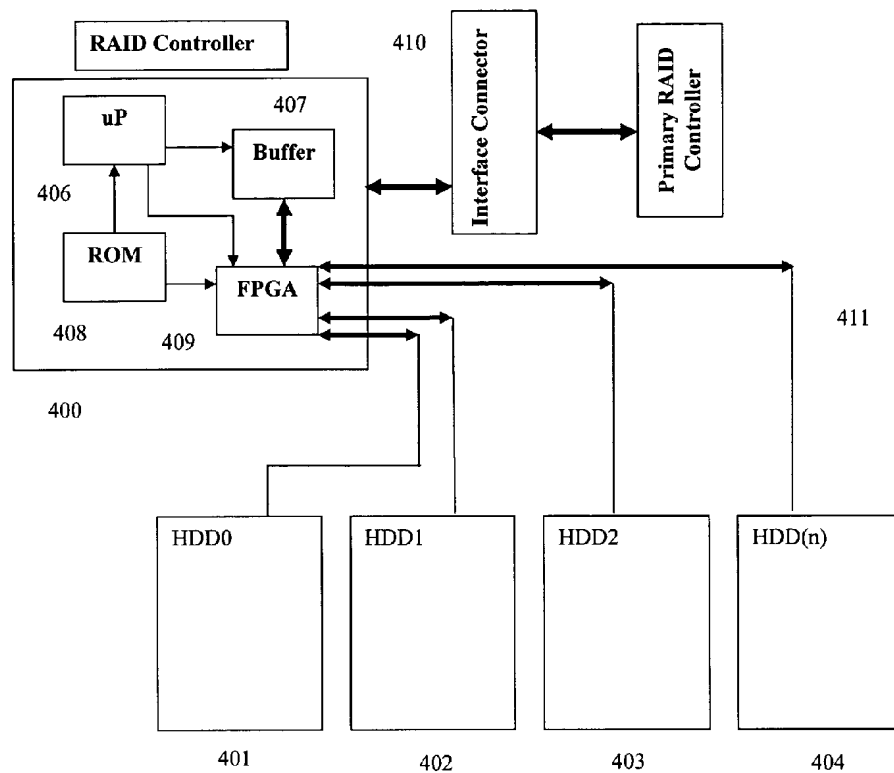 RAID Controller
410
Interface Connector
Primary RAID
Controller
uP
407
Buffer
406
ROM
FPGA
408
409
411
400
HDD0
HDD1
HDD2
HDD(n)
401
402
403
404